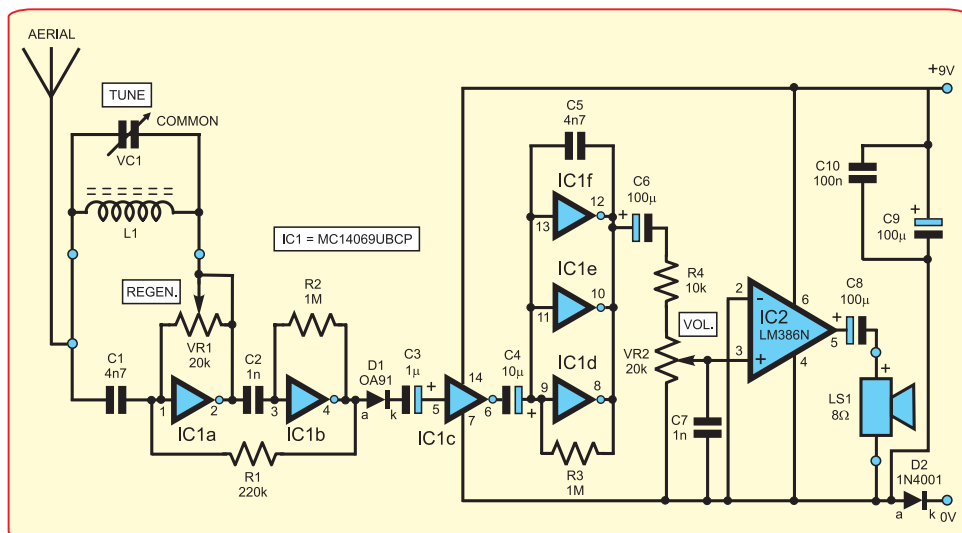 AERIAL
TUNE
COMMON
VC1
L1
REGEN.
VR1
20k
C1
4n7
1
2
IC1a
C2
1n
IC1 = MC14069UBCP
R2
1M
3
4
IC1b
R1
220k
D1
OA91
a
k
C3
1µ
+
5
14
7
6
IC1c
C4
10µ
+
C5
4n7
IC1f
13
12
IC1e
11
10
IC1d
9
8
R3
1M
C6
100µ
+
R4
10k
VOL.
VR2
20k
C7
1n
2
-
3
+
IC2
LM386N
6
5
4
C8
100µ
+
+
LS1
8Ω
C10
100n
+
C9
100µ
+9V
D2
1N4001
a
k
0V